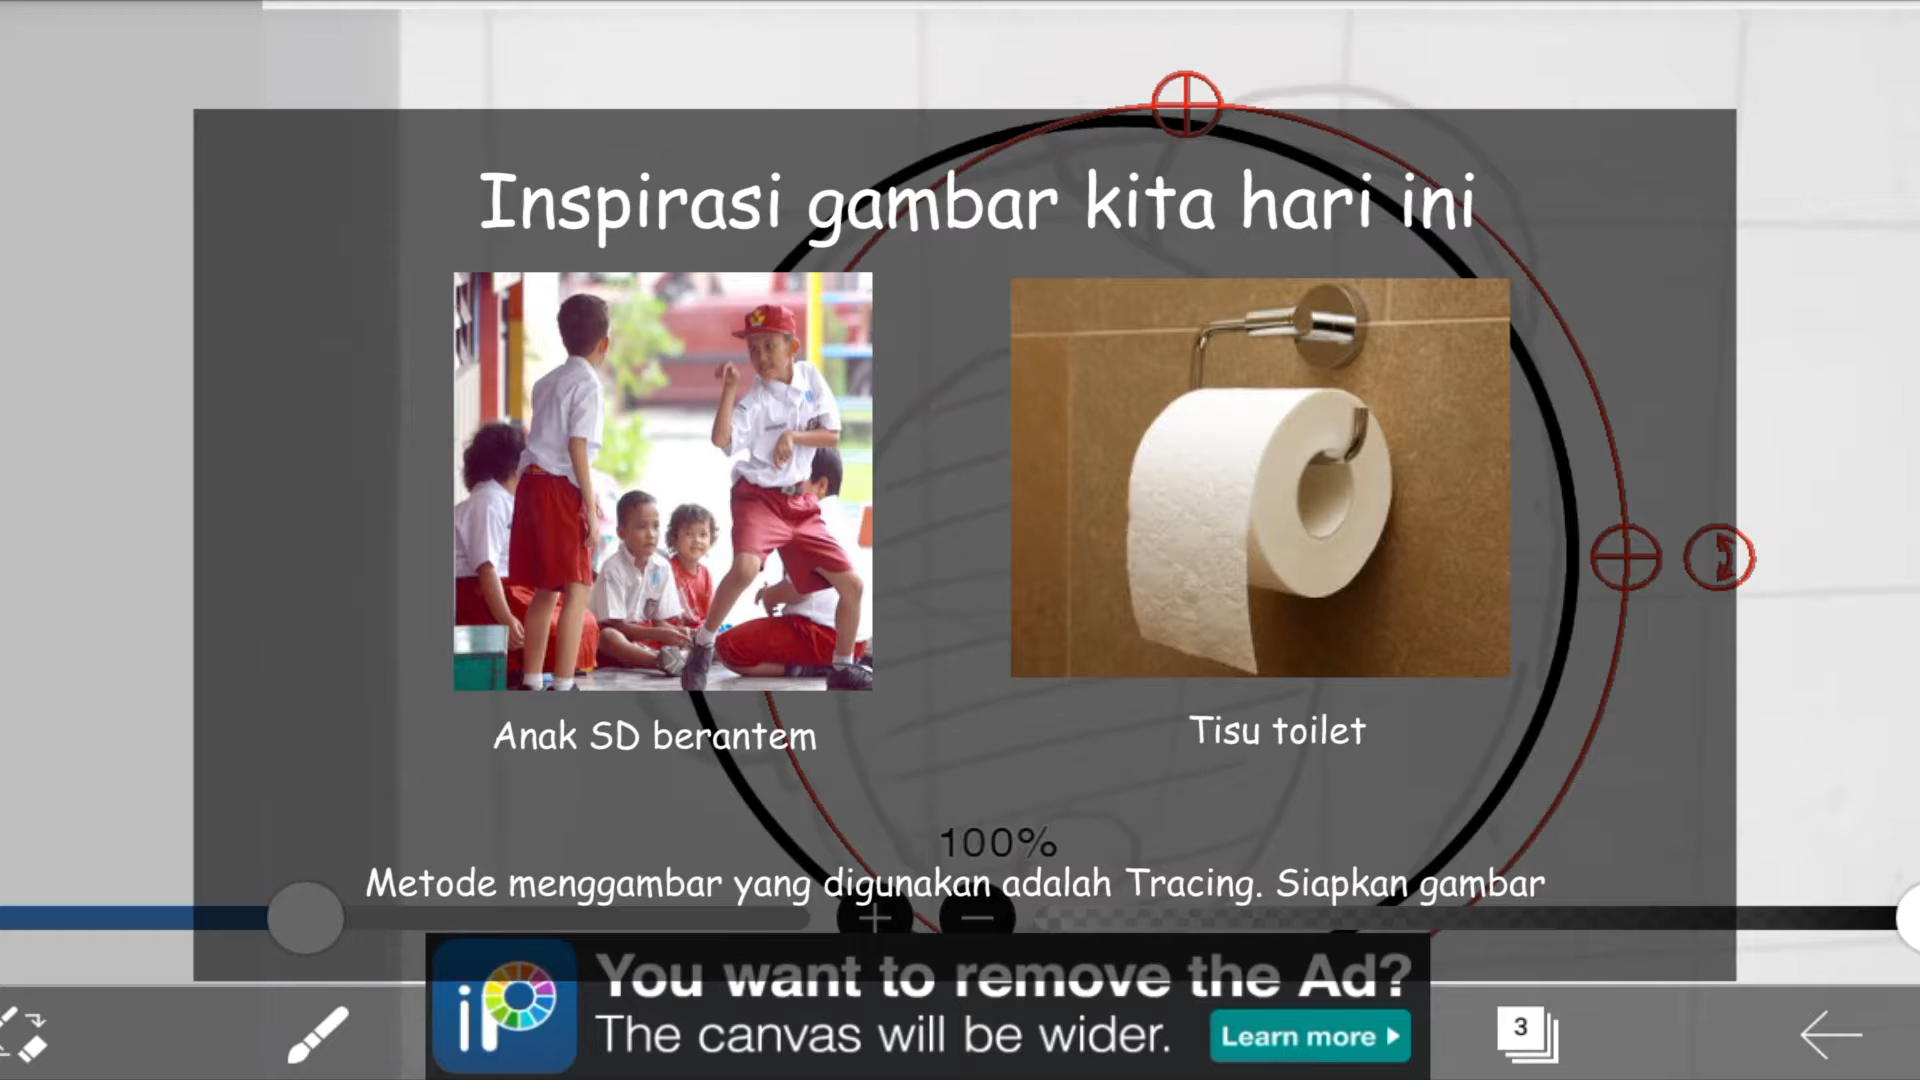 Inspirasi gambar kita hari ini
Anak SD berantem
Tisu toilet
100%
Metode menggambar yang digunakan adalah Tracing. Siapkan gambar
iP
You want to remove the Ad?
The canvas will be wider.
Learn more
3